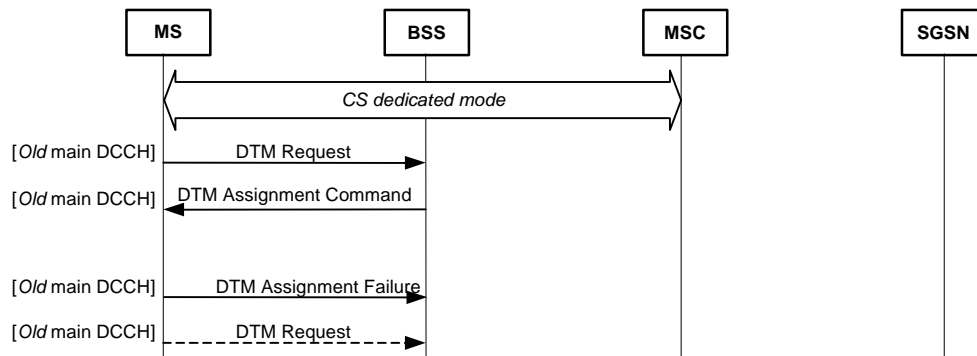 MS BSS MSC SGSN
CS dedicated mode
[Old main DCCH] DTM Request
[Old main DCCH] DTM Assignment Command
[Old main DCCH] DTM Assignment Failure
[Old main DCCH] DTM Request